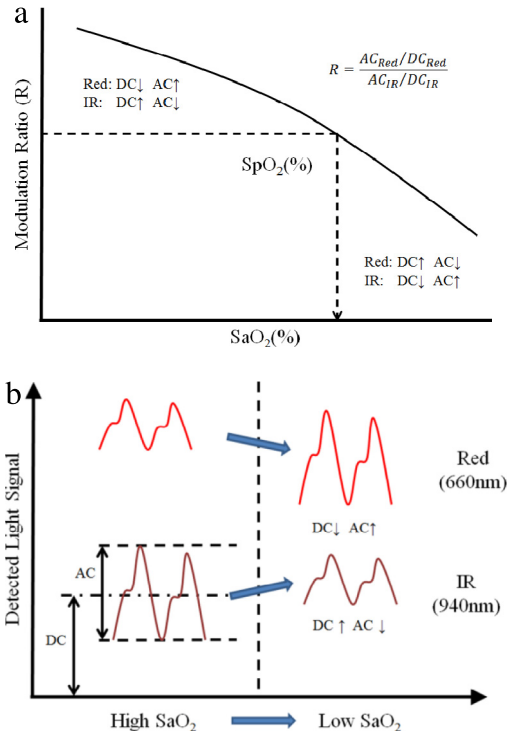 a
Modulation Ratio (R)
Red: DC↓ AC↑
IR: DC↑ AC↓
R = AC_Red/DC_Red / AC_IR/DC_IR
SpO₂(%)
Red: DC↑ AC↓
IR: DC↓ AC↑
SaO₂(%)
b
Detected Light Signal
Red
(660nm)
DC↓ AC↑
AC
IR
(940nm)
DC
DC ↑ AC ↓
High SaO₂
Low SaO₂